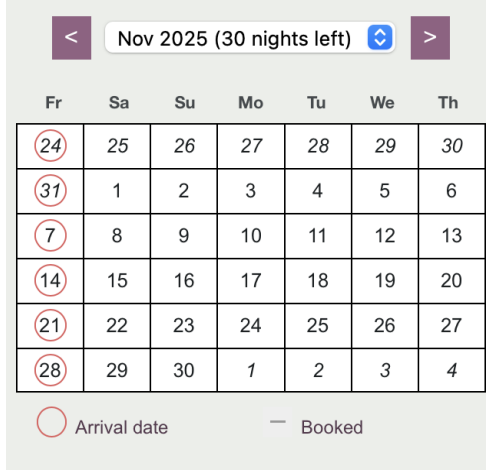 < Nov 2025 (30 nights left) >
Fr Sa Su Mo Tu We Th
24 25 26 27 28 29 30
31 1 2 3 4 5 6
7 8 9 10 11 12 13
14 15 16 17 18 19 20
21 22 23 24 25 26 27
28 29 30 1 2 3 4
Arrival date — Booked